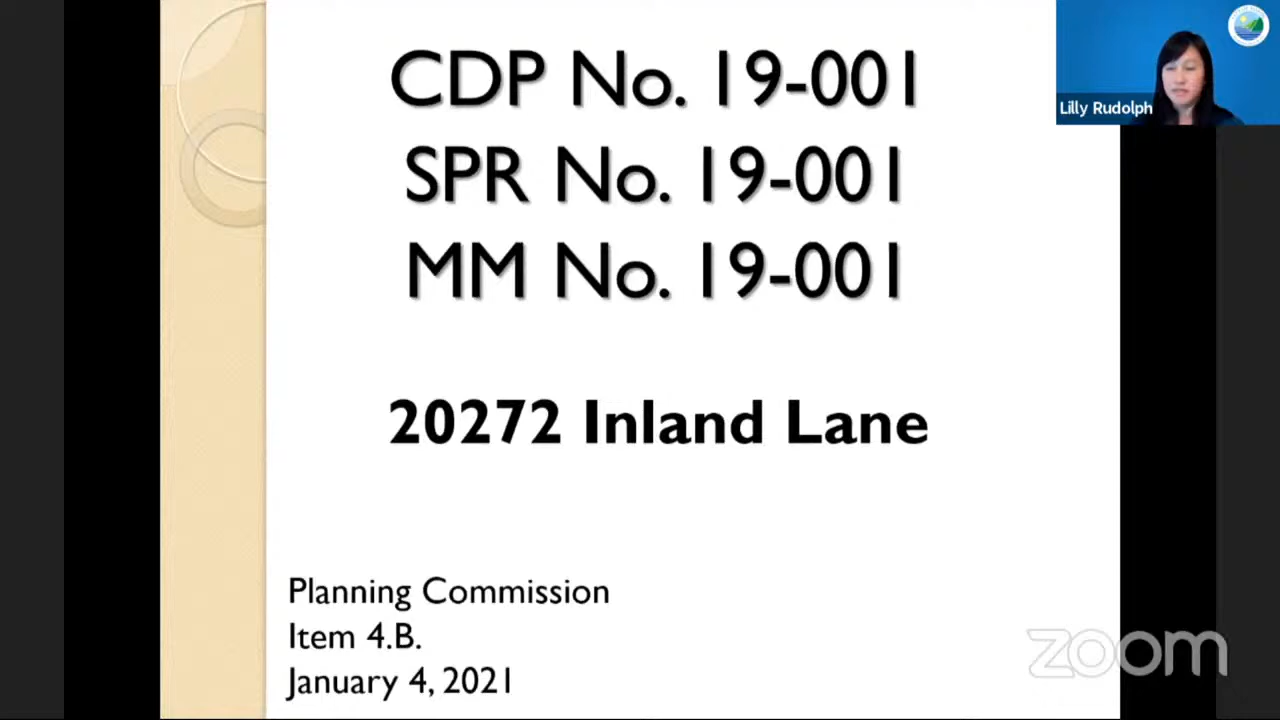 CDP No. 19-001
SPR No. 19-001
MM No. 19-001
20272 Inland Lane
Planning Commission
Item 4.B.
January 4, 2021
Lilly Rudolph
zoom